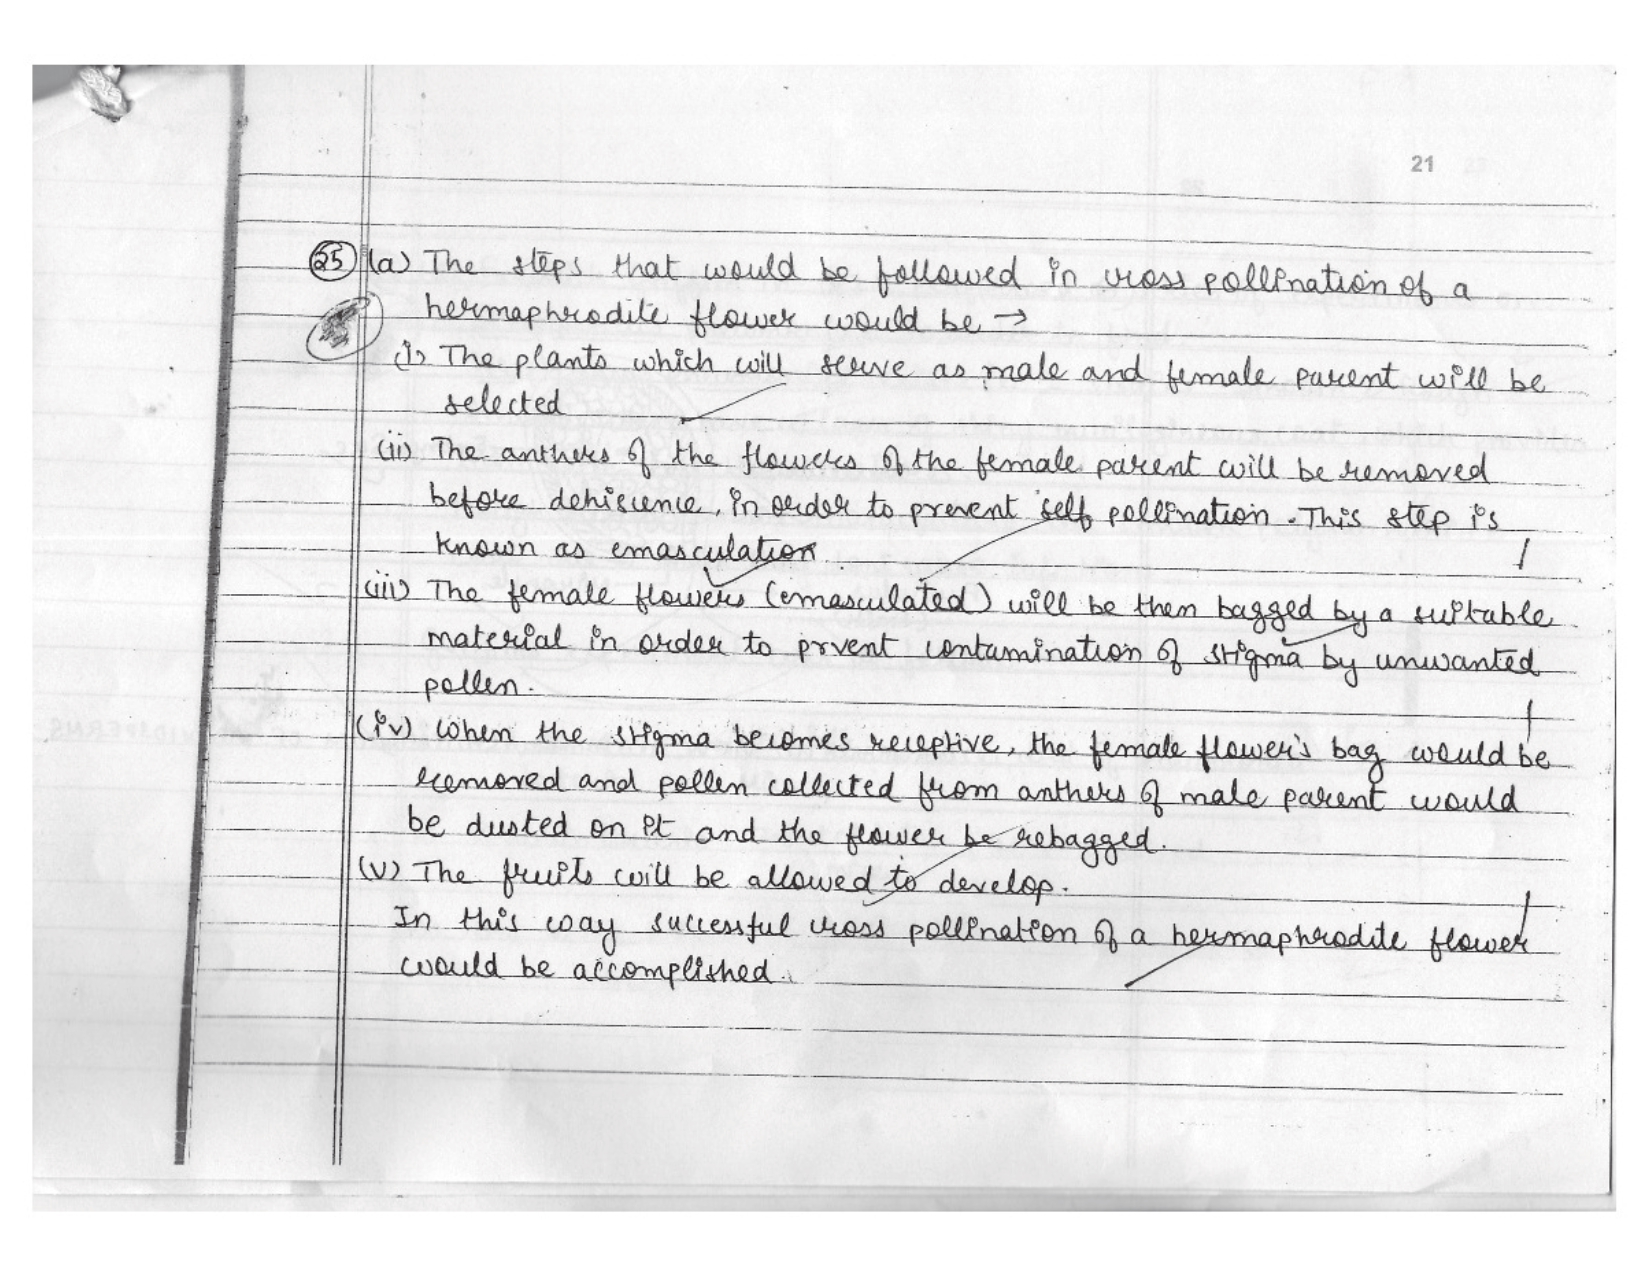 21
25 (a) The steps that would be followed in cross pollination of a
hermaphrodite flower would be →
(i) The plants which will serve as male and female parent will be
selected
(ii) The anthers of the flowers of the female parent will be removed
before dehiscence, in order to prevent self pollination. This step is
known as emasculation
(iii) The female flowers (emasculated) will be then bagged by a suitable
material in order to prvent contamination of stigma by unwanted
pollen.
(iv) When the stigma becomes receptive, the female flower's bag would be
removed and pollen collected from anthers of male parent would
be dusted on it and the flower be rebagged.
(v) The fruits will be allowed to develop.
In this way successful cross pollination of a hermaphrodite flower
would be accomplished.